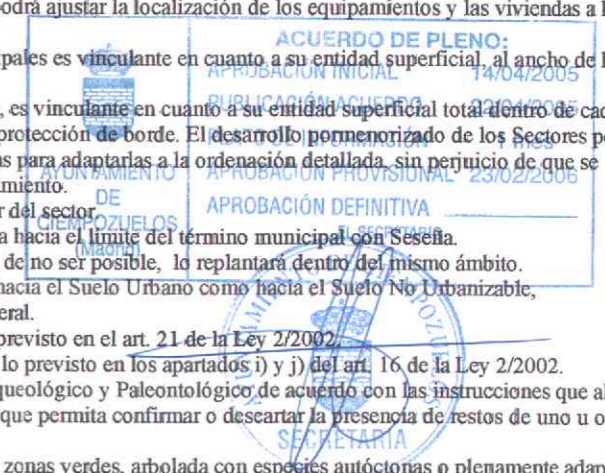 podrá ajustar la localización de los equipamientos y las viviendas a l
ACUERDO DE PLENO:
ipales es vinculante en cuanto a su entidad superficial, al ancho de l
APROBACIÓN INICIAL 14/04/2005
PUBLICACIÓN ACUERDO
, es vinculante en cuanto a su entidad superficial total dentro de cad
protección de borde. El desarrollo pormenorizado de los Sectores p
as para adaptarlas a la ordenación detallada, sin perjuicio de que se
AYUNTAMIENTO
DE
CIEMPOZUELOS
(Madrid)
APROBACIÓN PROVISIONAL 23/02/2006
amiento.
r del sector.
APROBACIÓN DEFINITIVA
EL SECRETARIO
a hacia el límite del término municipal con Seseña.
de no ser posible, lo replantará dentro del mismo ámbito.
hacia el Suelo Urbano como hacia el Suelo No Urbanizable,
eral.
previsto en el art. 21 de la Ley 2/2002.
lo previsto en los apartados i) y j) del art. 16 de la Ley 2/2002.
queológico y Paleontológico de acuerdo con las instrucciones que al
que permita confirmar o descartar la presencia de restos de uno u o
SECRETARIA
zonas verdes, arbolada con especies autóctonas o plenamente adap